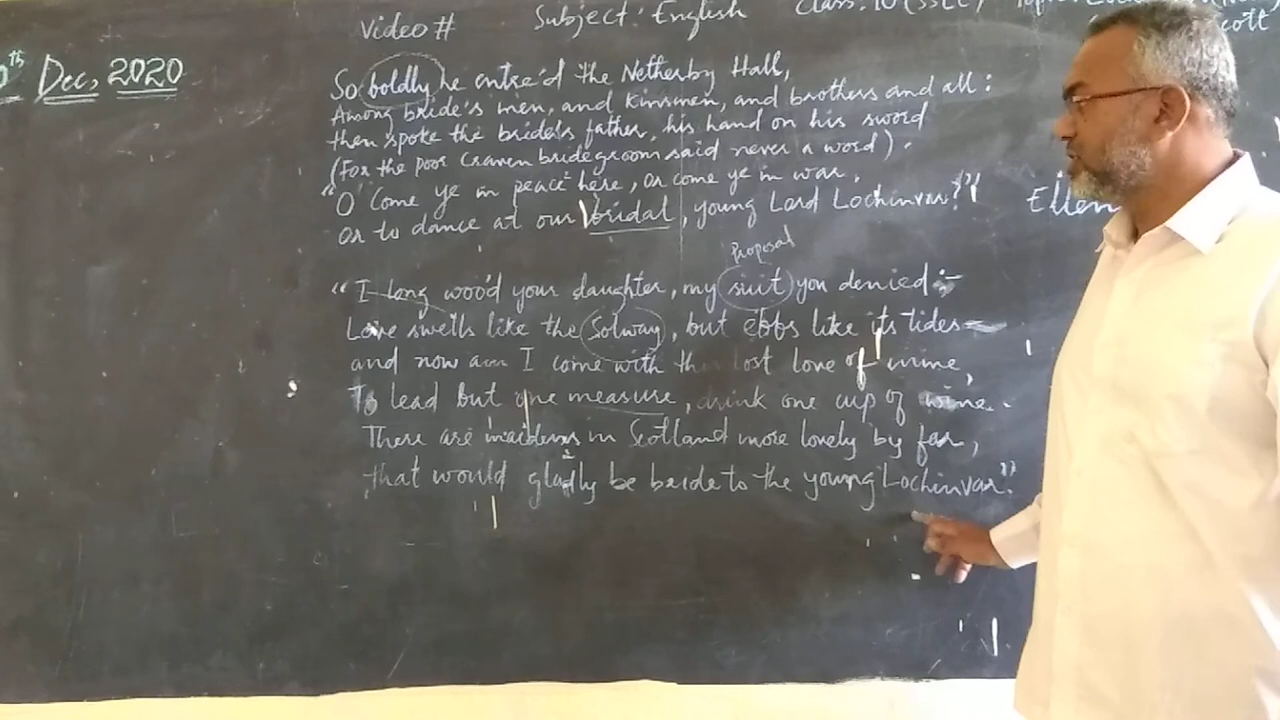 Video # Subject: English Class: 10 (SSLC)
th Dec, 2020 cott
So boldly he entre'd the Netherby Hall,
Among bride's men, and kinsmen, and brothers and all :
then spoke the bride's father, his hand on his sword
(For the poor craven bridegroom said never a word).
"O' Come ye in peace here, or come ye in war,
Or to dance at our bridal, young Lord Lochinvar?" Ellen
Proposal
"I long woo'd your daughter, my suit you denied :-
Love swells like the Solway, but ebbs like its tides
and now am I come with this lost love of mine,
To lead but one measure, drink one cup of wine.
There are maidens in Scotland more lovely by far,
that would gladly be bride to the young Lochinvar."